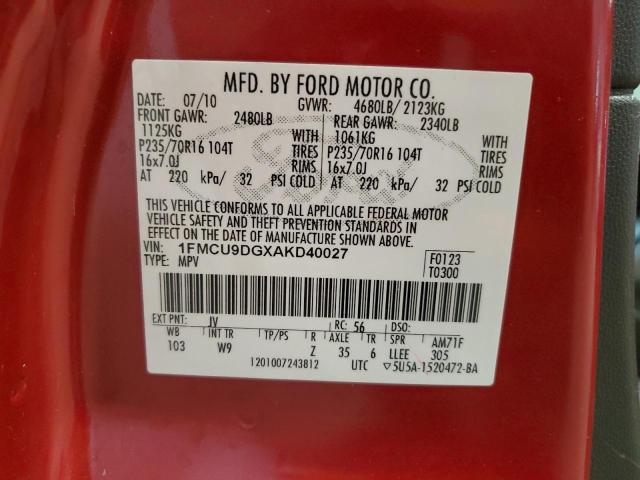 MFD. BY FORD MOTOR CO.
DATE: 07/10 GVWR: 4680LB/ 2123KG
FRONT GAWR: 2480LB REAR GAWR: 2340LB
1125KG WITH 1061KG WITH
P235/70R16 104T TIRES P235/70R16 104T TIRES
16x7.0J RIMS 16x7.0J RIMS
AT 220 kPa/ 32 PSI COLD AT 220 kPa/ 32 PSI COLD
THIS VEHICLE CONFORMS TO ALL APPLICABLE FEDERAL MOTOR
VEHICLE SAFETY AND THEFT PREVENTION STANDARDS IN EFFECT
ON THE DATE OF MANUFACTURE SHOWN ABOVE.
VIN: 1FMCU9DGXAKD40027 F0123
TYPE: MPV T0300
EXT PNT: JV RC: 56 DSO:
WB INT TR TP/PS R AXLE TR SPR AM71F
103 W9 Z 35 6 LLEE 305
1201007243812 UTC ▽5U5A-1520472-BA